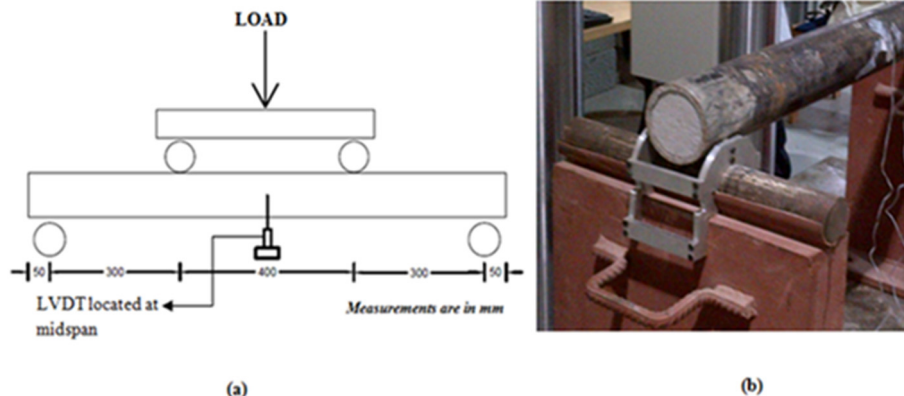 LOAD
50 300 400 300 50
LVDT located at
midspan
Measurements are in mm
(a)
(b)